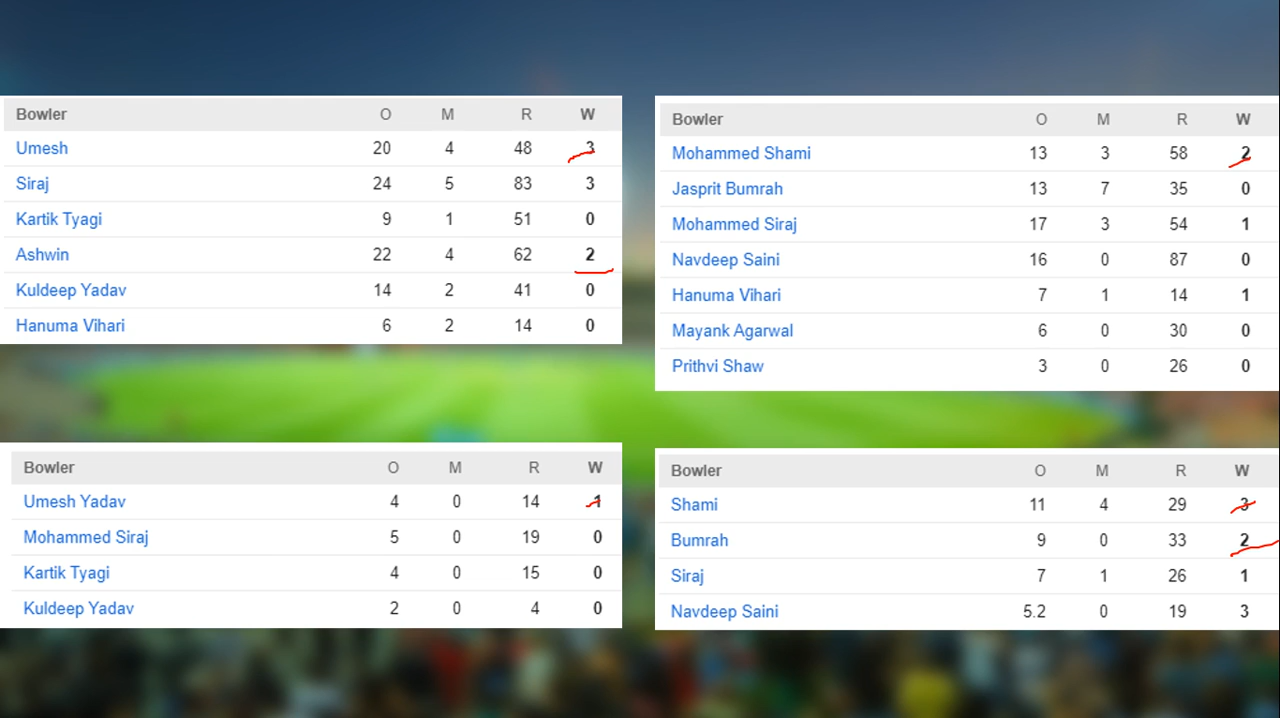 Bowler O M R W
Umesh 20 4 48 3
Siraj 24 5 83 3
Kartik Tyagi 9 1 51 0
Ashwin 22 4 62 2
Kuldeep Yadav 14 2 41 0
Hanuma Vihari 6 2 14 0
Bowler O M R W
Mohammed Shami 13 3 58 2
Jasprit Bumrah 13 7 35 0
Mohammed Siraj 17 3 54 1
Navdeep Saini 16 0 87 0
Hanuma Vihari 7 1 14 1
Mayank Agarwal 6 0 30 0
Prithvi Shaw 3 0 26 0
Bowler O M R W
Umesh Yadav 4 0 14 1
Mohammed Siraj 5 0 19 0
Kartik Tyagi 4 0 15 0
Kuldeep Yadav 2 0 4 0
Bowler O M R W
Shami 11 4 29 3
Bumrah 9 0 33 2
Siraj 7 1 26 1
Navdeep Saini 5.2 0 19 3